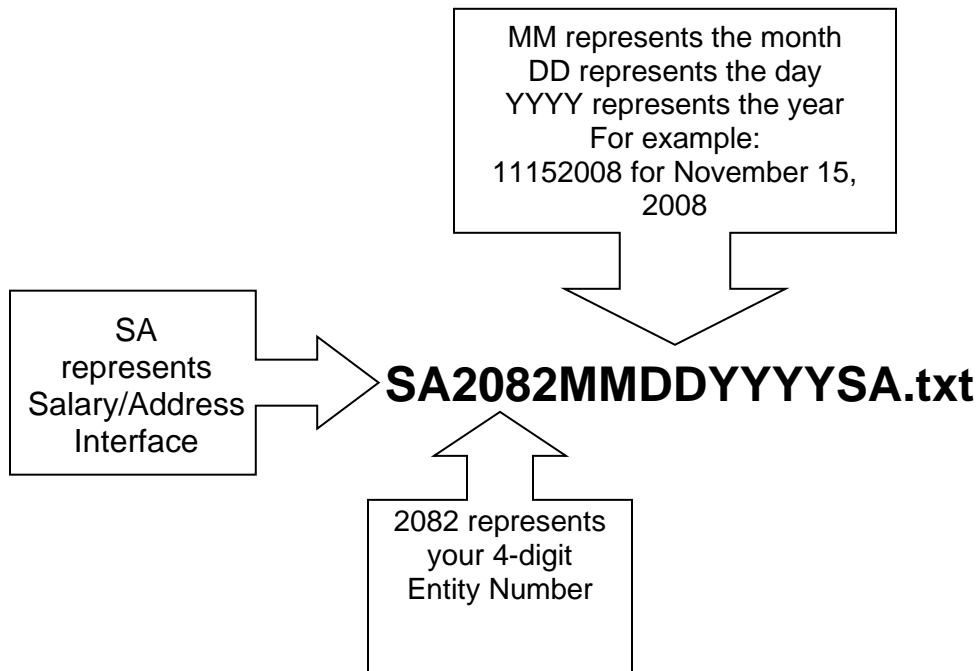 MM represents the month
DD represents the day
YYYY represents the year
For example:
11152008 for November 15,
2008
SA
represents
Salary/Address
Interface
SA2082MMDDYYYYSA.txt
2082 represents
your 4-digit
Entity Number